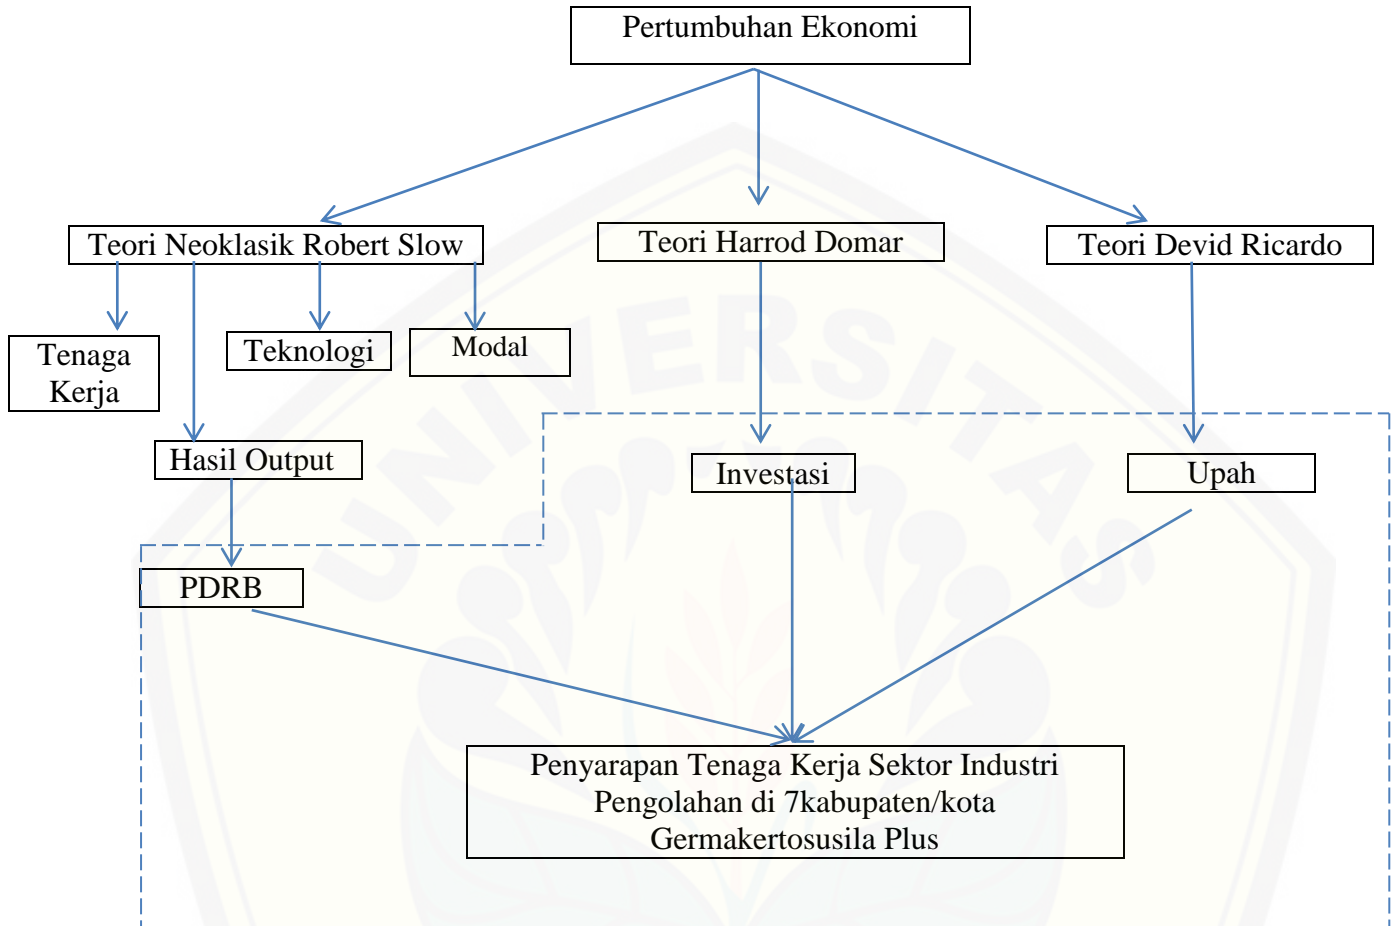 Pertumbuhan Ekonomi
Teori Neoklasik Robert Slow
Teori Harrod Domar
Teori Devid Ricardo
Tenaga
Kerja
Teknologi
Modal
Hasil Output
Investasi
Upah
PDRB
Penyarapan Tenaga Kerja Sektor Industri
Pengolahan di 7kabupaten/kota
Germakertosusila Plus
UNIVERSITAS